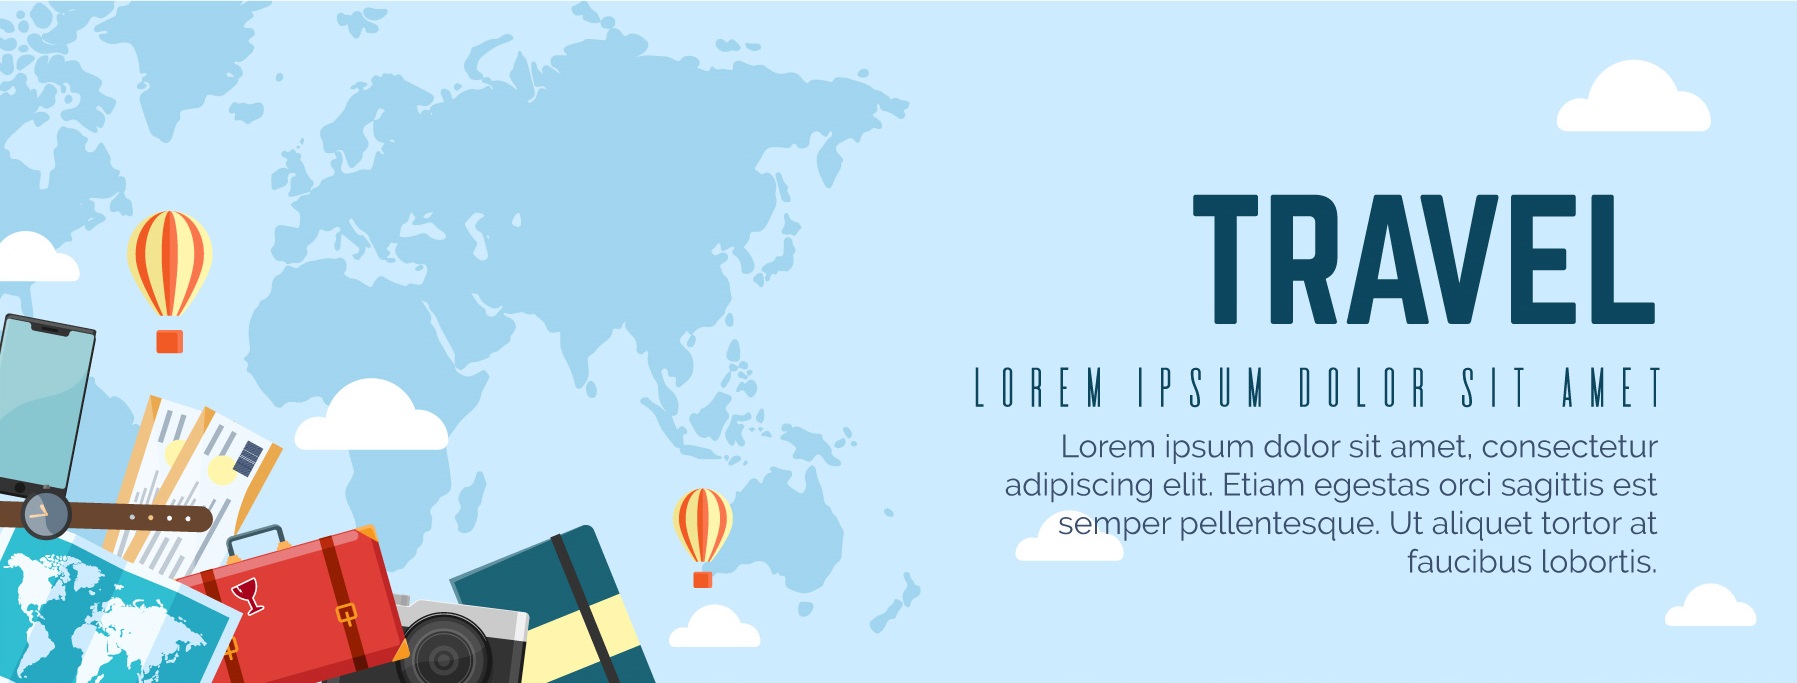 TRAVEL
LOREM IPSUM DOLOR SIT AMET
Lorem ipsum dolor sit amet, consectetur
adipiscing elit. Etiam egestas orci sagittis est
semper pellentesque. Ut aliquet tortor at
faucibus lobortis.